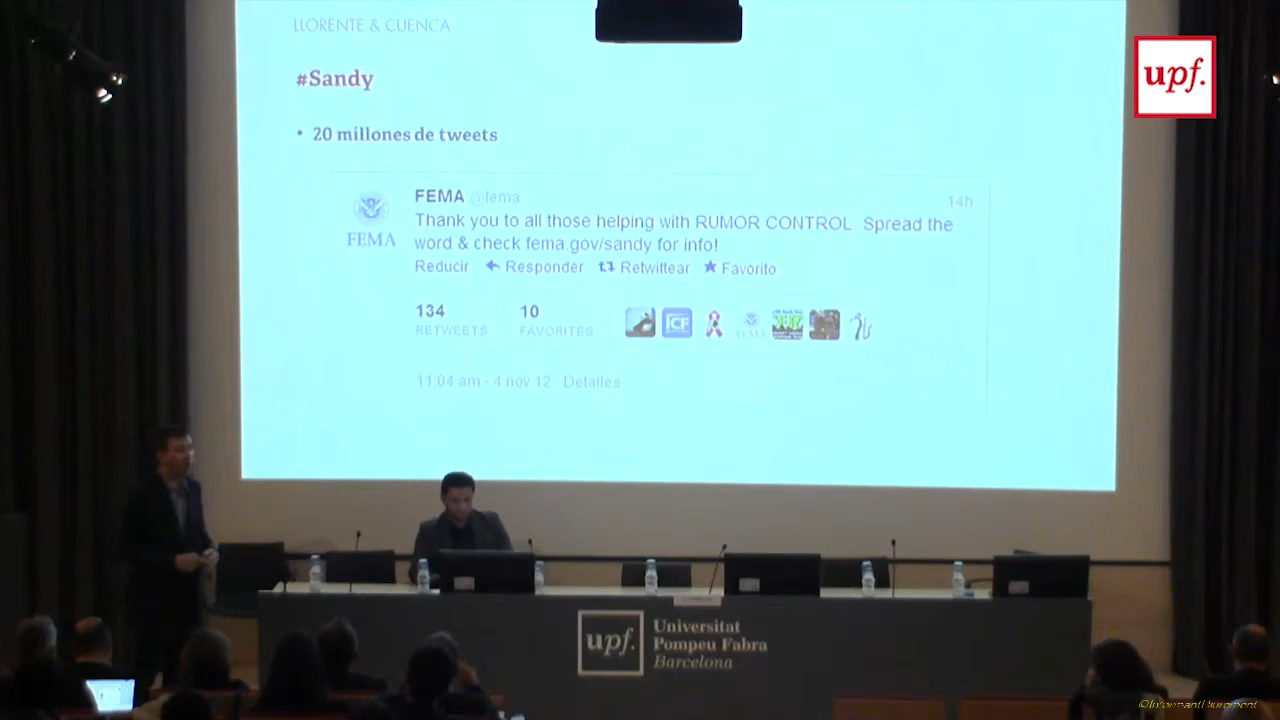 LLORENTE & CUENCA
upf.
#Sandy
• 20 millones de tweets
FEMA @fema
14h
Thank you to all those helping with RUMOR CONTROL. Spread the
word & check fema.gov/sandy for info!
FEMA
Reducir Responder Retwittear Favorito
134 10
RETWEETS FAVORITES
ICF
FEMA
11:04 am - 4 nov 12 · Detalles
upf.
Universitat
Pompeu Fabra
Barcelona